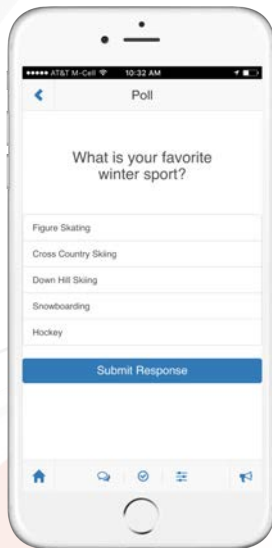 AT&T M-Cell 10:32 AM
Poll
What is your favorite
winter sport?
Figure Skating
Cross Country Skiing
Down Hill Skiing
Snowboarding
Hockey
Submit Response